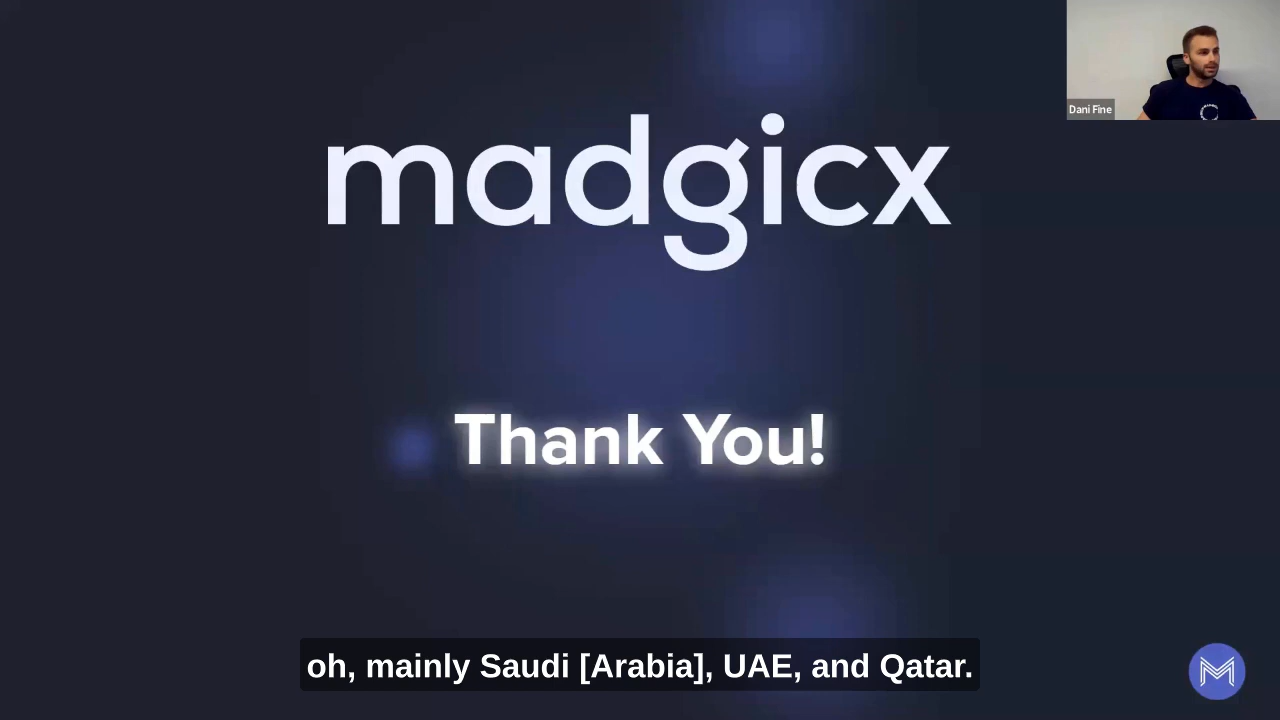 madgicx
Dani Fine
Thank You!
oh, mainly Saudi [Arabia], UAE, and Qatar.